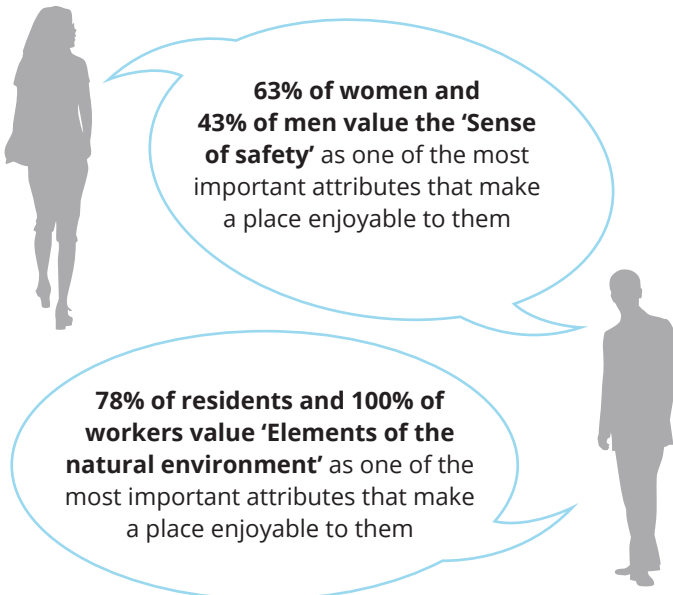 63% of women and
43% of men value the ‘Sense
of safety’ as one of the most
important attributes that make
a place enjoyable to them
78% of residents and 100% of
workers value ‘Elements of the
natural environment’ as one of the
most important attributes that make
a place enjoyable to them